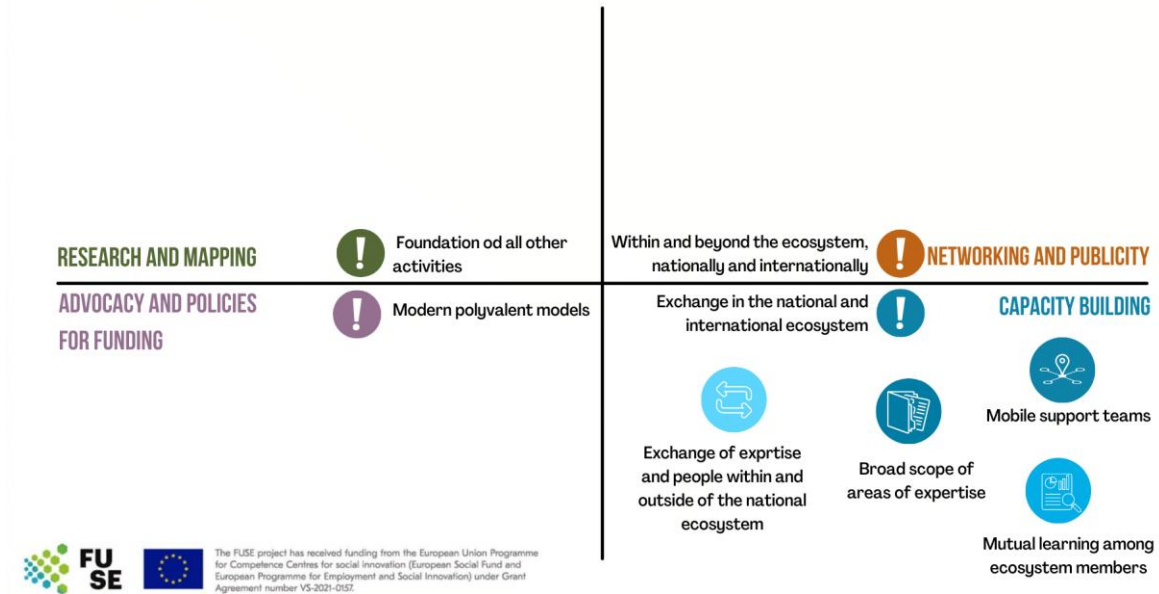 RESEARCH AND MAPPING
Foundation od all other
activities
Within and beyond the ecosystem,
nationally and internationally
NETWORKING AND PUBLICITY
ADVOCACY AND POLICIES
FOR FUNDING
Modern polyvalent models
Exchange in the national and
international ecosystem
CAPACITY BUILDING
Mobile support teams
Exchange of exprtise
and people within and
outside of the national
ecosystem
Broad scope of
areas of expertise
Mutual learning among
ecosystem members
FU
SE
The FUSE project has received funding from the European Union Programme
for Competence Centres for social innovation (European Social Fund and
European Programme for Employment and Social Innovation) under Grant
Agreement number VS-2021-0157.